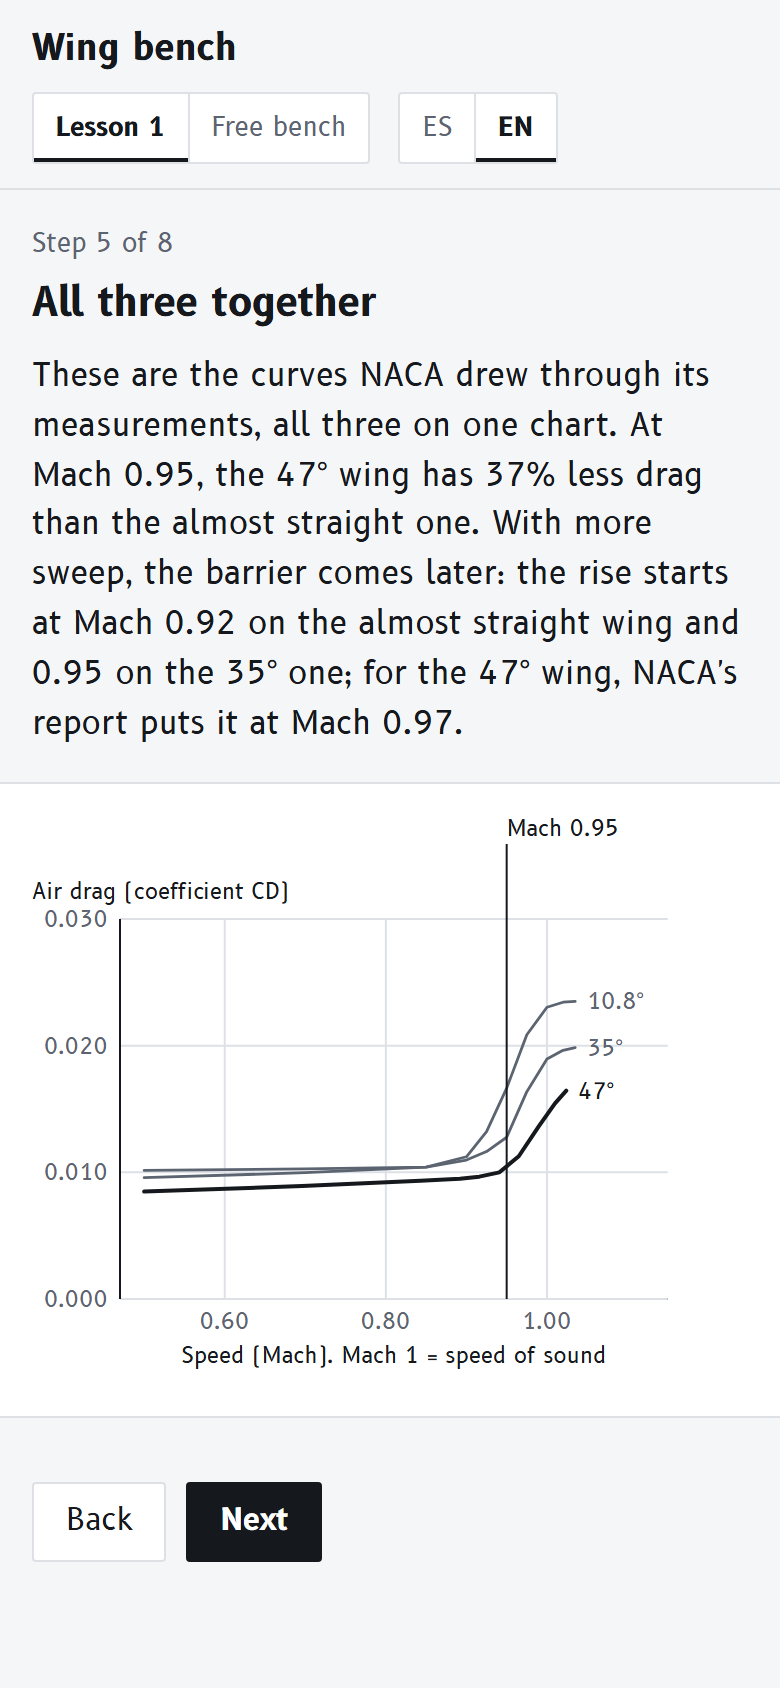 Wing bench
Lesson 1
Free bench
ES
EN
Step 5 of 8
All three together
These are the curves NACA drew through its
measurements, all three on one chart. At
Mach 0.95, the 47° wing has 37% less drag
than the almost straight one. With more
sweep, the barrier comes later: the rise starts
at Mach 0.92 on the almost straight wing and
0.95 on the 35° one; for the 47° wing, NACA's
report puts it at Mach 0.97.
Mach 0.95
Air drag (coefficient CD)
0.030
10.8°
0.020
35°
47°
0.010
0.000
0.60
0.80
1.00
Speed (Mach). Mach 1 = speed of sound
Back
Next